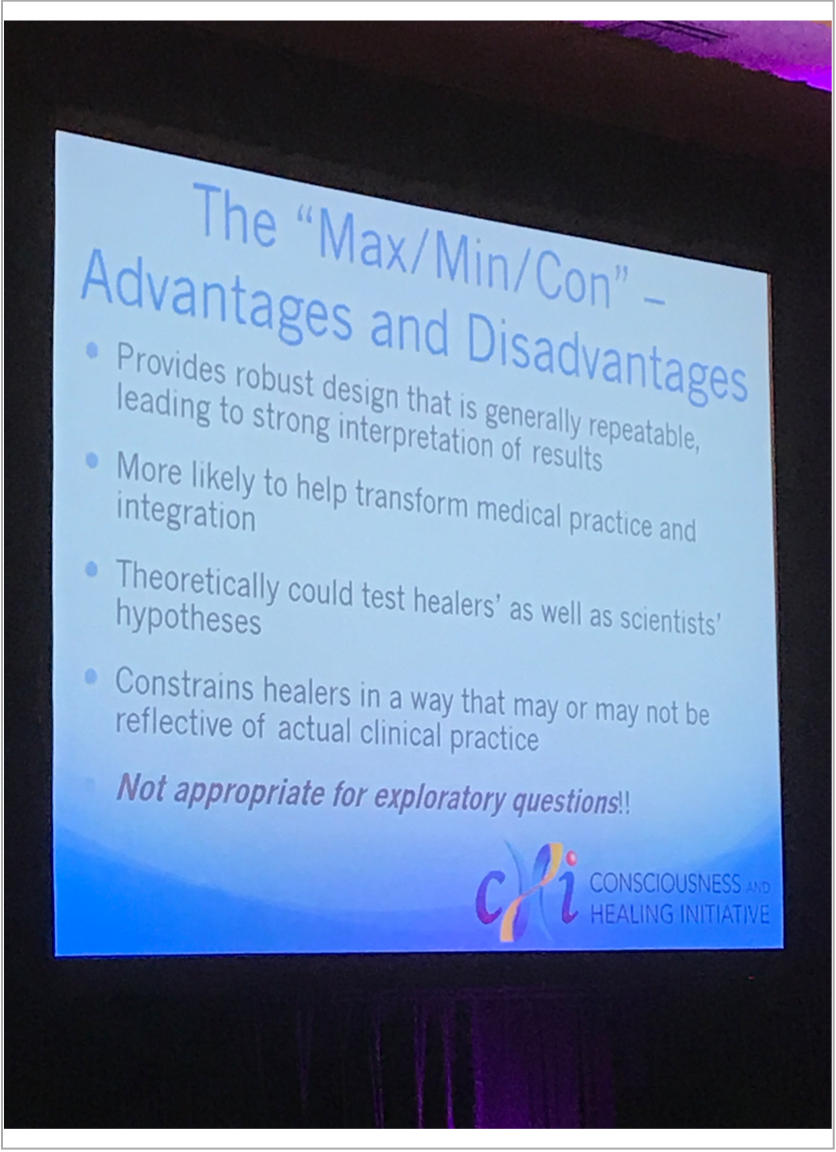 The “Max/Min/Con” –
Advantages and Disadvantages
• Provides robust design that is generally repeatable,
leading to strong interpretation of results
• More likely to help transform medical practice and
integration
• Theoretically could test healers’ as well as scientists’
hypotheses
• Constrains healers in a way that may or may not be
reflective of actual clinical practice
Not appropriate for exploratory questions!!
cHi
CONSCIOUSNESS AND
HEALING INITIATIVE